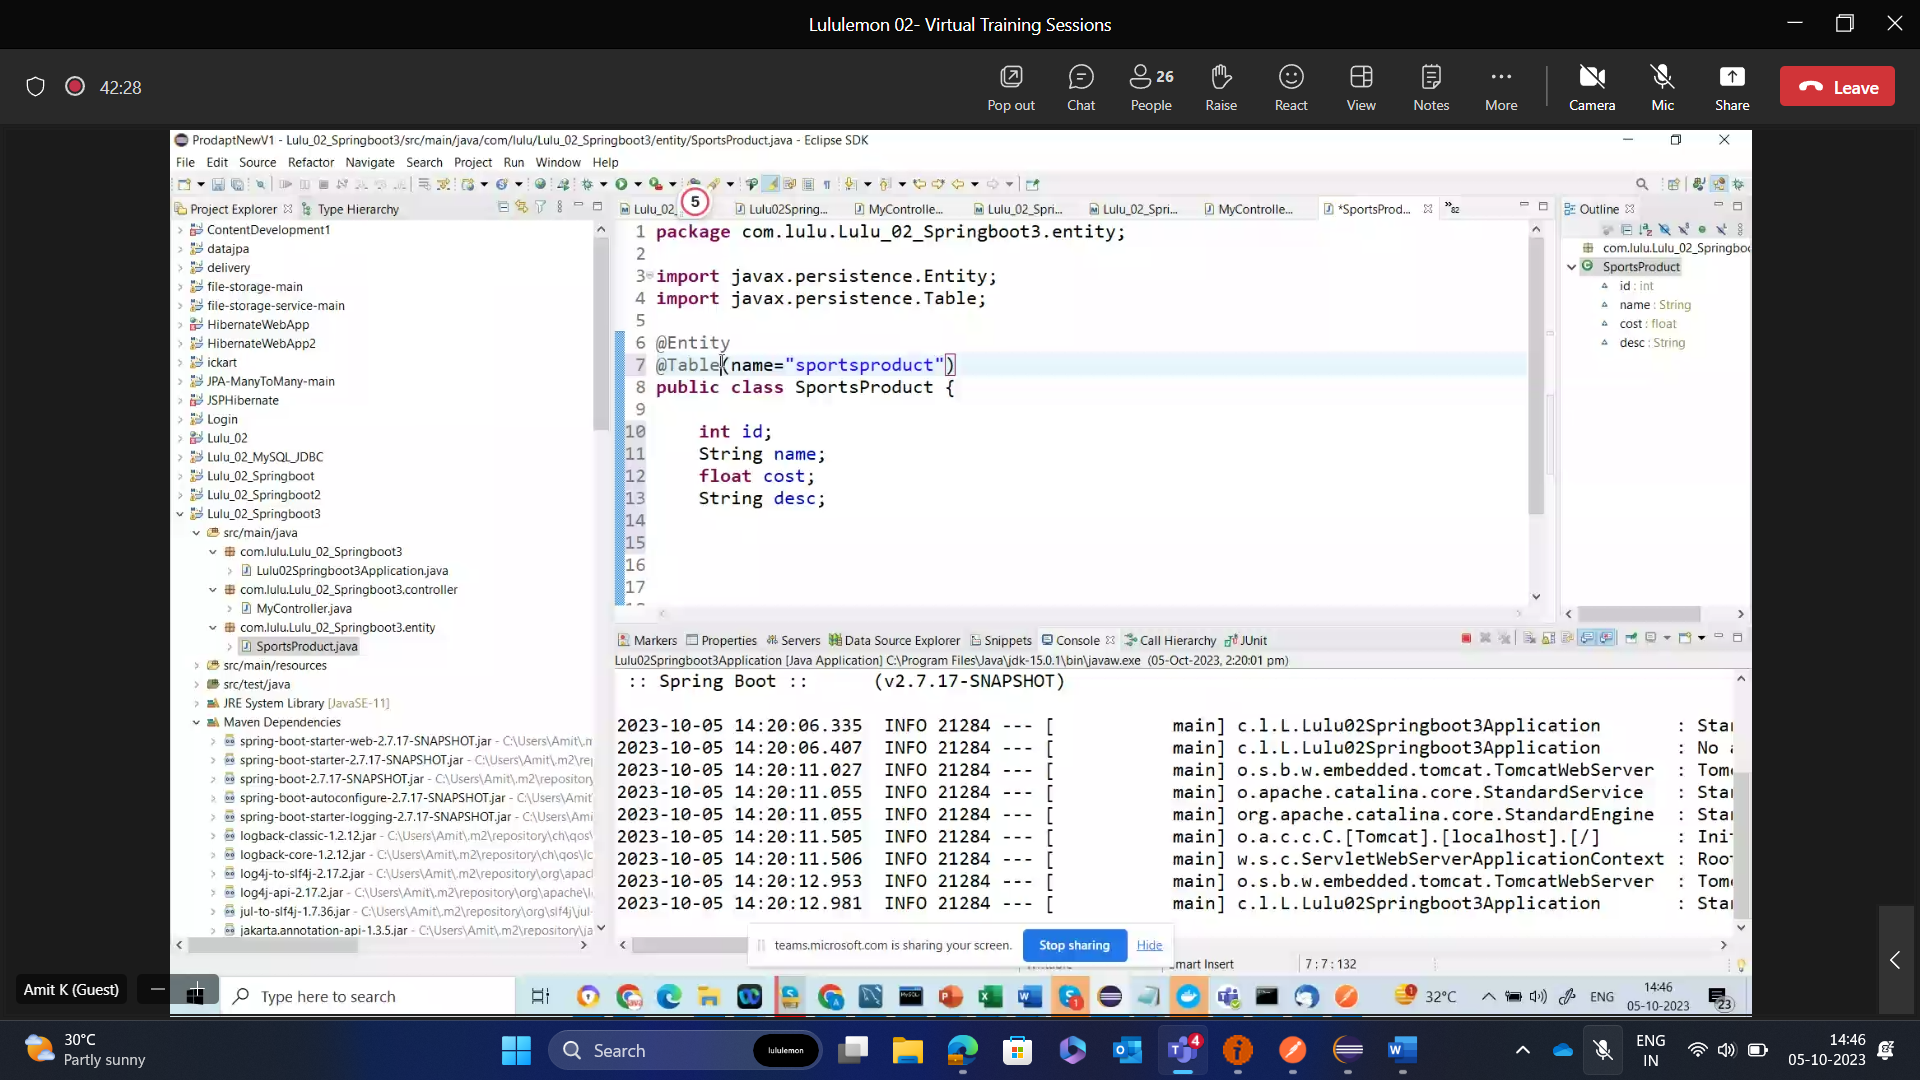 Lululemon 02- Virtual Training Sessions
42:28
Pop out
Chat
People 26
Raise
React
View
Notes
More
Camera
Mic
Share
Leave
ProdaptNewV1 - Lulu_02_Springboot3/src/main/java/com/lulu/Lulu_02_Springboot3/entity/SportsProduct.java - Eclipse SDK
File Edit Source Refactor Navigate Search Project Run Window Help
Project Explorer
Type Hierarchy
ContentDevelopment1
datajpa
delivery
file-storage-main
file-storage-service-main
HibernateWebApp
HibernateWebApp2
ickart
JPA-ManyToMany-main
JSPHibernate
Login
Lulu_02
Lulu_02_MySQL_JDBC
Lulu_02_Springboot
Lulu_02_Springboot2
Lulu_02_Springboot3
src/main/java
com.lulu.Lulu_02_Springboot3
Lulu02Springboot3Application.java
com.lulu.Lulu_02_Springboot3.controller
MyController.java
com.lulu.Lulu_02_Springboot3.entity
SportsProduct.java
src/main/resources
src/test/java
JRE System Library [JavaSE-11]
Maven Dependencies
spring-boot-starter-web-2.7.17-SNAPSHOT.jar - C:\Users\Amit\.n
spring-boot-starter-2.7.17-SNAPSHOT.jar - C:\Users\Amit\.m2
spring-boot-2.7.17-SNAPSHOT.jar - C:\Users\Amit\.m2\repository
spring-boot-autoconfigure-2.7.17-SNAPSHOT.jar - C:\Users\Amit
spring-boot-starter-logging-2.7.17-SNAPSHOT.jar - C:\Users\Amit
logback-classic-1.2.12.jar - C:\Users\Amit\.m2\repository\ch\qos\
logback-core-1.2.12.jar - C:\Users\Amit\.m2\repository\ch\qos\lc
log4j-to-slf4j-2.17.2.jar - C:\Users\Amit\.m2\repository\org\apac
log4j-api-2.17.2.jar - C:\Users\Amit\.m2\repository\org\apache\l
jul-to-slf4j-1.7.36.jar - C:\Users\Amit\.m2\repository\org\slf4j\jul-
jakarta.annotation-api-1.3.5.jar - C:\Users\Amit\.m2\repository\ja
Lulu_02_
5
Lulu02Spring...
MyControlle...
Lulu_02_Spri...
Lulu_02_Spri...
MyControlle...
*SportsProd...
»82
1 package com.lulu.Lulu_02_Springboot3.entity;
2
3 import javax.persistence.Entity;
4 import javax.persistence.Table;
5
6 @Entity
7 @Table(name="sportsproduct")
8 public class SportsProduct {
9
10 int id;
11 String name;
12 float cost;
13 String desc;
14
15
16
17
Outline
com.lulu.Lulu_02_Springboo
SportsProduct
id : int
name : String
cost : float
desc : String
Markers Properties Servers Data Source Explorer Snippets Console Call Hierarchy JUnit
Lulu02Springboot3Application [Java Application] C:\Program Files\Java\jdk-15.0.1\bin\javaw.exe (05-Oct-2023, 2:20:01 pm)
:: Spring Boot :: (v2.7.17-SNAPSHOT)
2023-10-05 14:20:06.335 INFO 21284 --- [ main] c.l.L.Lulu02Springboot3Application : Sta
2023-10-05 14:20:06.407 INFO 21284 --- [ main] c.l.L.Lulu02Springboot3Application : No a
2023-10-05 14:20:11.027 INFO 21284 --- [ main] o.s.b.w.embedded.tomcat.TomcatWebServer : Tom
2023-10-05 14:20:11.055 INFO 21284 --- [ main] o.apache.catalina.core.StandardService : Sta
2023-10-05 14:20:11.055 INFO 21284 --- [ main] org.apache.catalina.core.StandardEngine : Sta
2023-10-05 14:20:11.505 INFO 21284 --- [ main] o.a.c.c.C.[Tomcat].[localhost].[/] : Ini
2023-10-05 14:20:11.506 INFO 21284 --- [ main] w.s.c.ServletWebServerApplicationContext : Roo
2023-10-05 14:20:12.953 INFO 21284 --- [ main] o.s.b.w.embedded.tomcat.TomcatWebServer : Tom
2023-10-05 14:20:12.981 INFO 21284 --- [ main] c.l.L.Lulu02Springboot3Application : Sta
teams.microsoft.com is sharing your screen.
Stop sharing
Hide
mart Insert
7 : 7 : 132
Amit K (Guest)
Type here to search
32°C
ENG
14:46
05-10-2023
23
30°C
Partly sunny
Search
lululemon
4
ENG
IN
14:46
05-10-2023